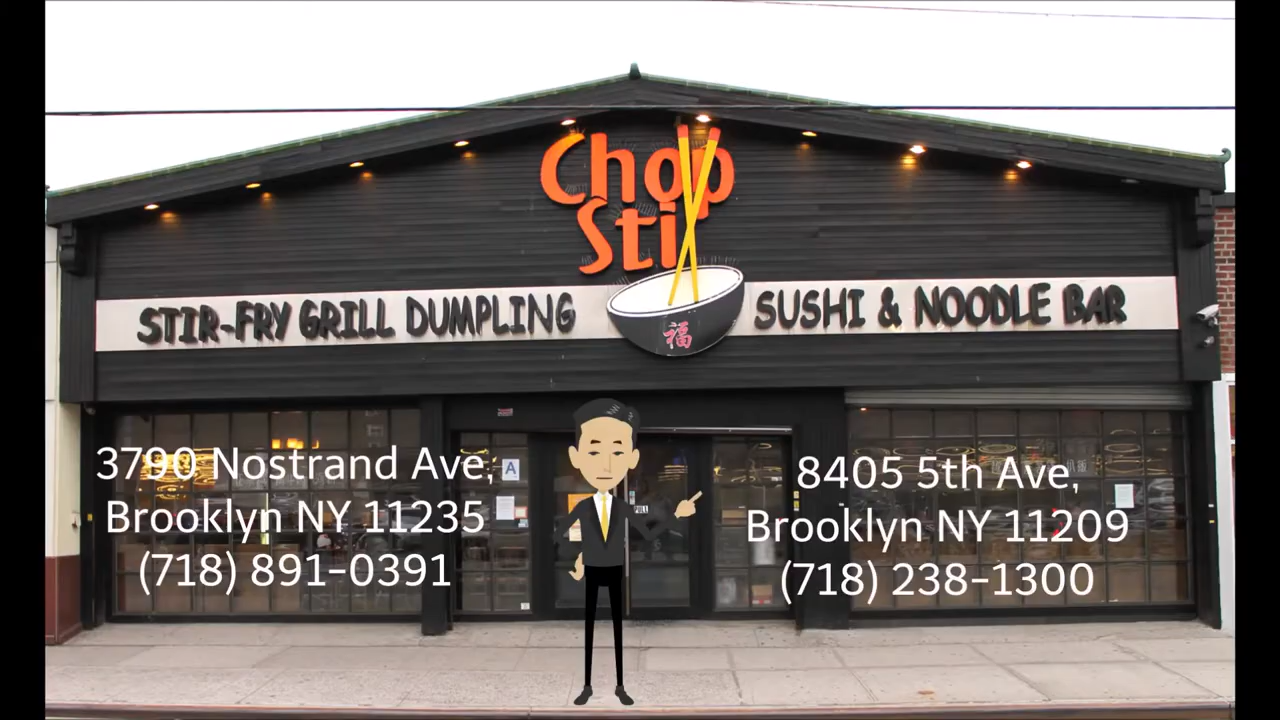 Chop
Stix
STIR-FRY GRILL DUMPLING
SUSHI & NOODLE BAR
福
A
PULL
3790 Nostrand Ave,
Brooklyn NY 11235
(718) 891-0391
8405 5th Ave,
Brooklyn NY 11209
(718) 238-1300